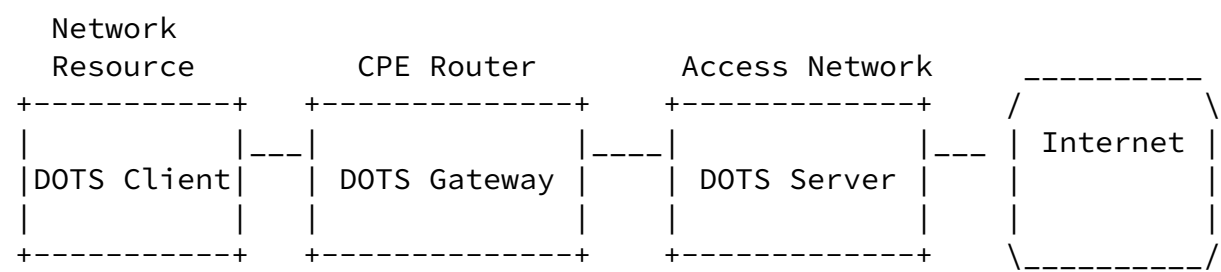 Network
Resource CPE Router Access Network
Internet
DOTS Client DOTS Gateway DOTS Server